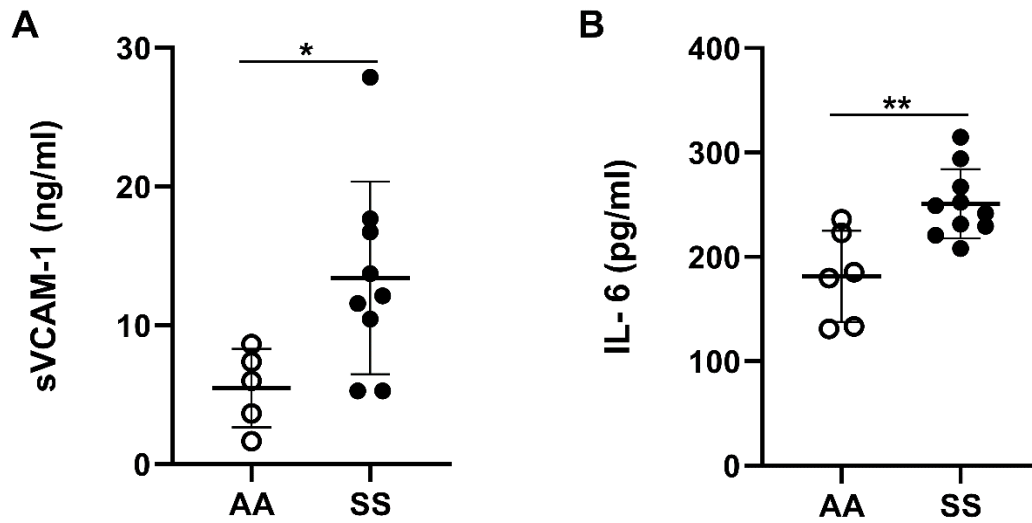 A
sVCAM-1 (ng/ml)
30
20
10
0
*
AA
SS
B
IL- 6 (pg/ml)
400
300
200
100
0
**
AA
SS